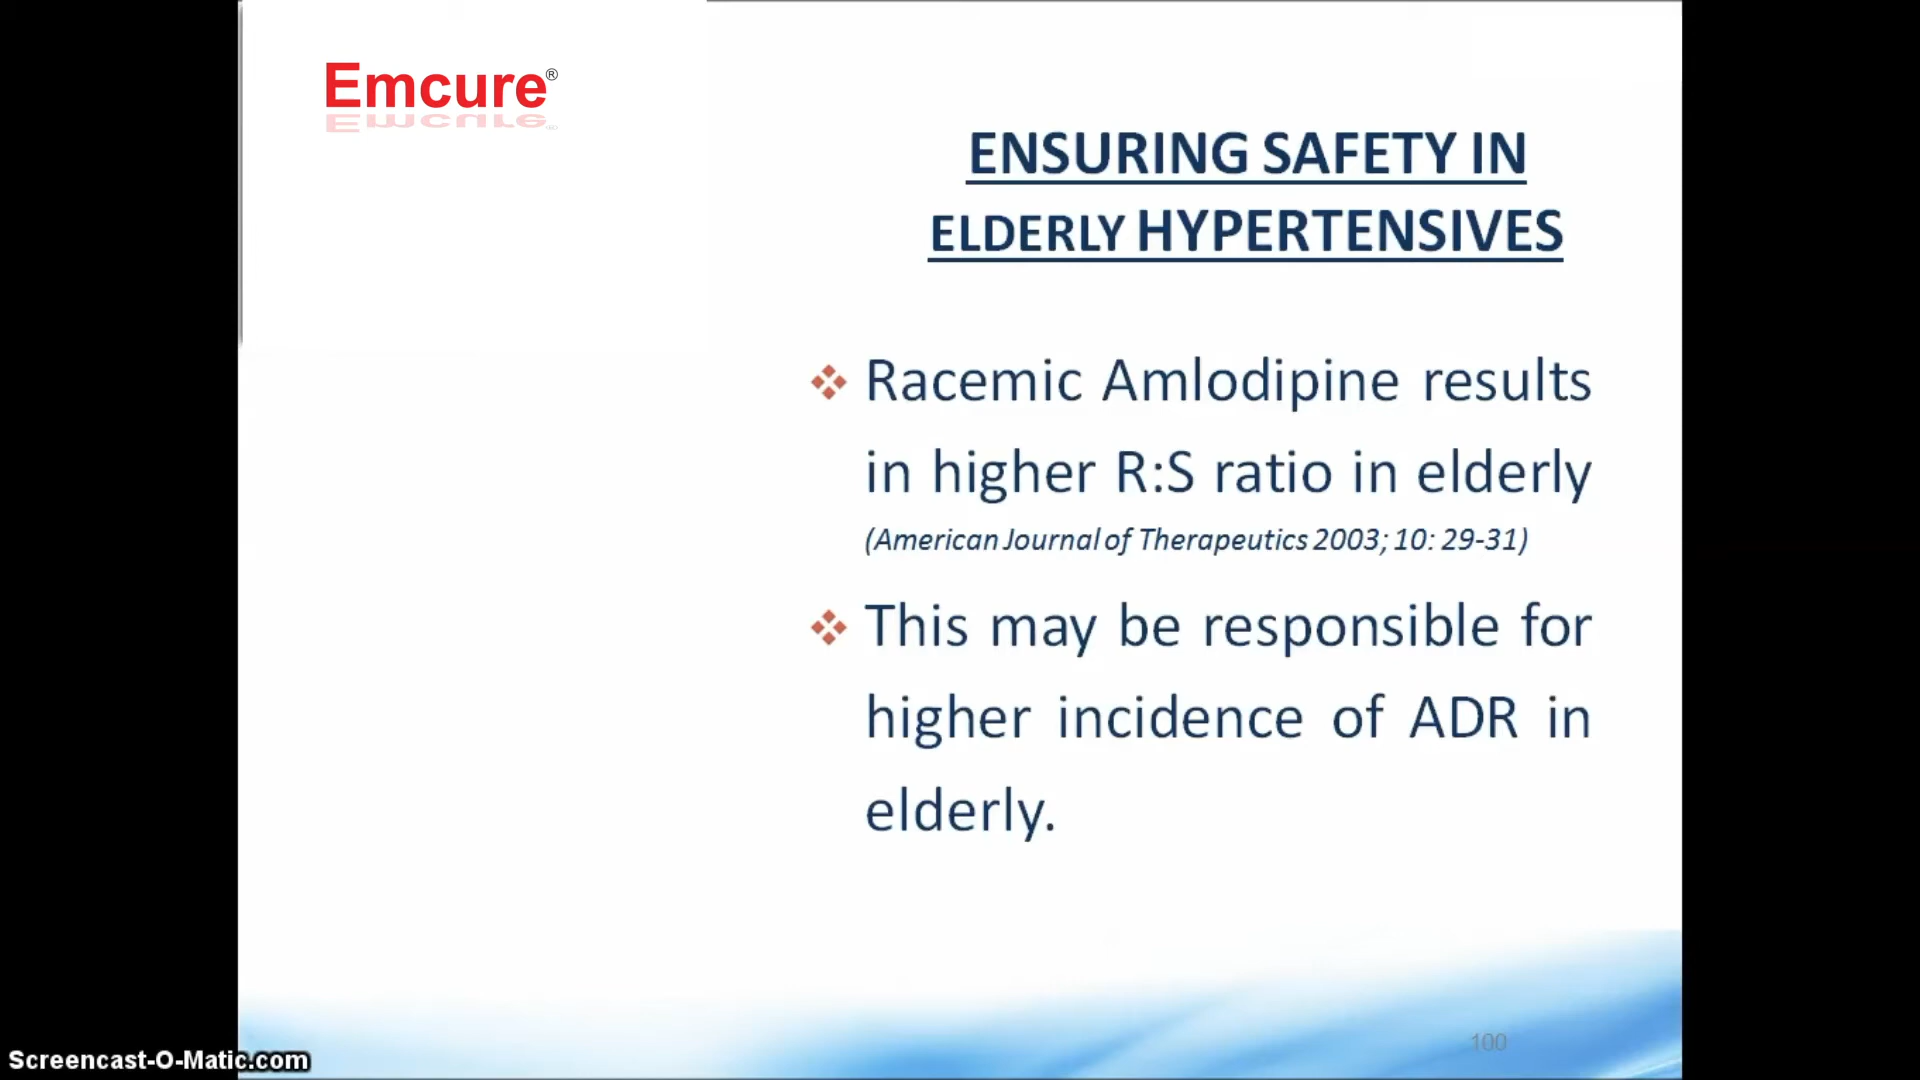 Emcure®
ENSURING SAFETY IN
ELDERLY HYPERTENSIVES
Racemic Amlodipine results
in higher R:S ratio in elderly
(American Journal of Therapeutics 2003; 10: 29-31)
This may be responsible for
higher incidence of ADR in
elderly.
100
Screencast-O-Matic.com